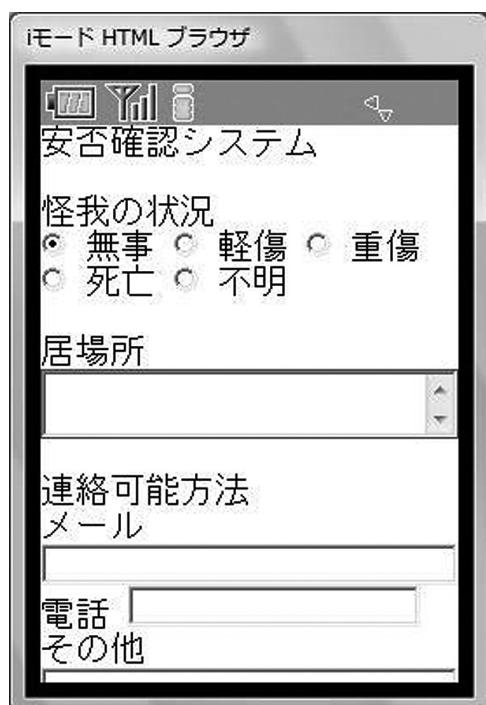 iモード HTML ブラウザ
安否確認システム
怪我の状況
無事 軽傷 重傷
死亡 不明
居場所
連絡可能方法
メール
電話
その他